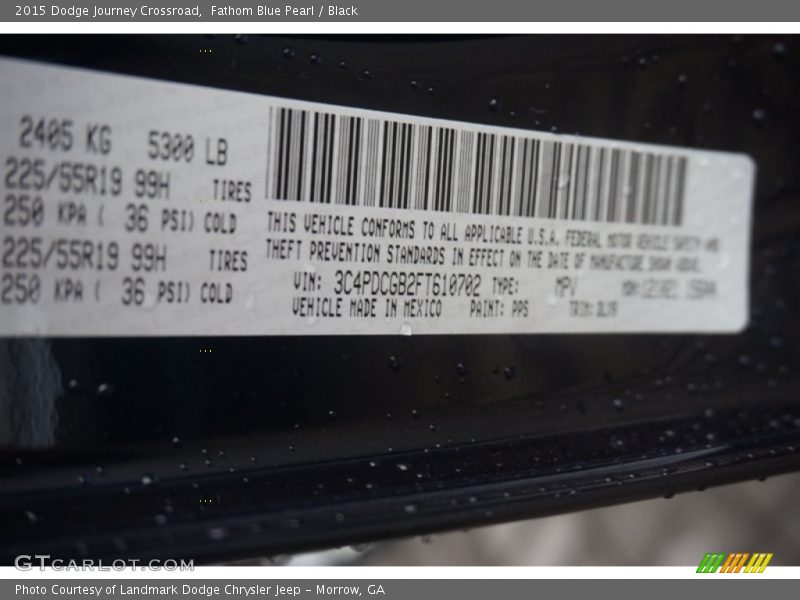 2015 Dodge Journey Crossroad,  Fathom Blue Pearl / Black
2405 KG 5300 LB
225/55R19 99H TIRES
250 KPA ( 36 PSI) COLD
225/55R19 99H TIRES
250 KPA ( 36 PSI) COLD
THIS VEHICLE CONFORMS TO ALL APPLICABLE U.S.A. FEDERAL MOTOR VEHICLE SAFETY AND
THEFT PREVENTION STANDARDS IN EFFECT ON THE DATE OF MANUFACTURE SHOWN ABOVE.
VIN: 3C4PDCGB2FT610702 TYPE: MPV
VEHICLE MADE IN MEXICO PAINT: PPS TRIM:
GTCARLOT.COM
Photo Courtesy of Landmark Dodge Chrysler Jeep – Morrow, GA